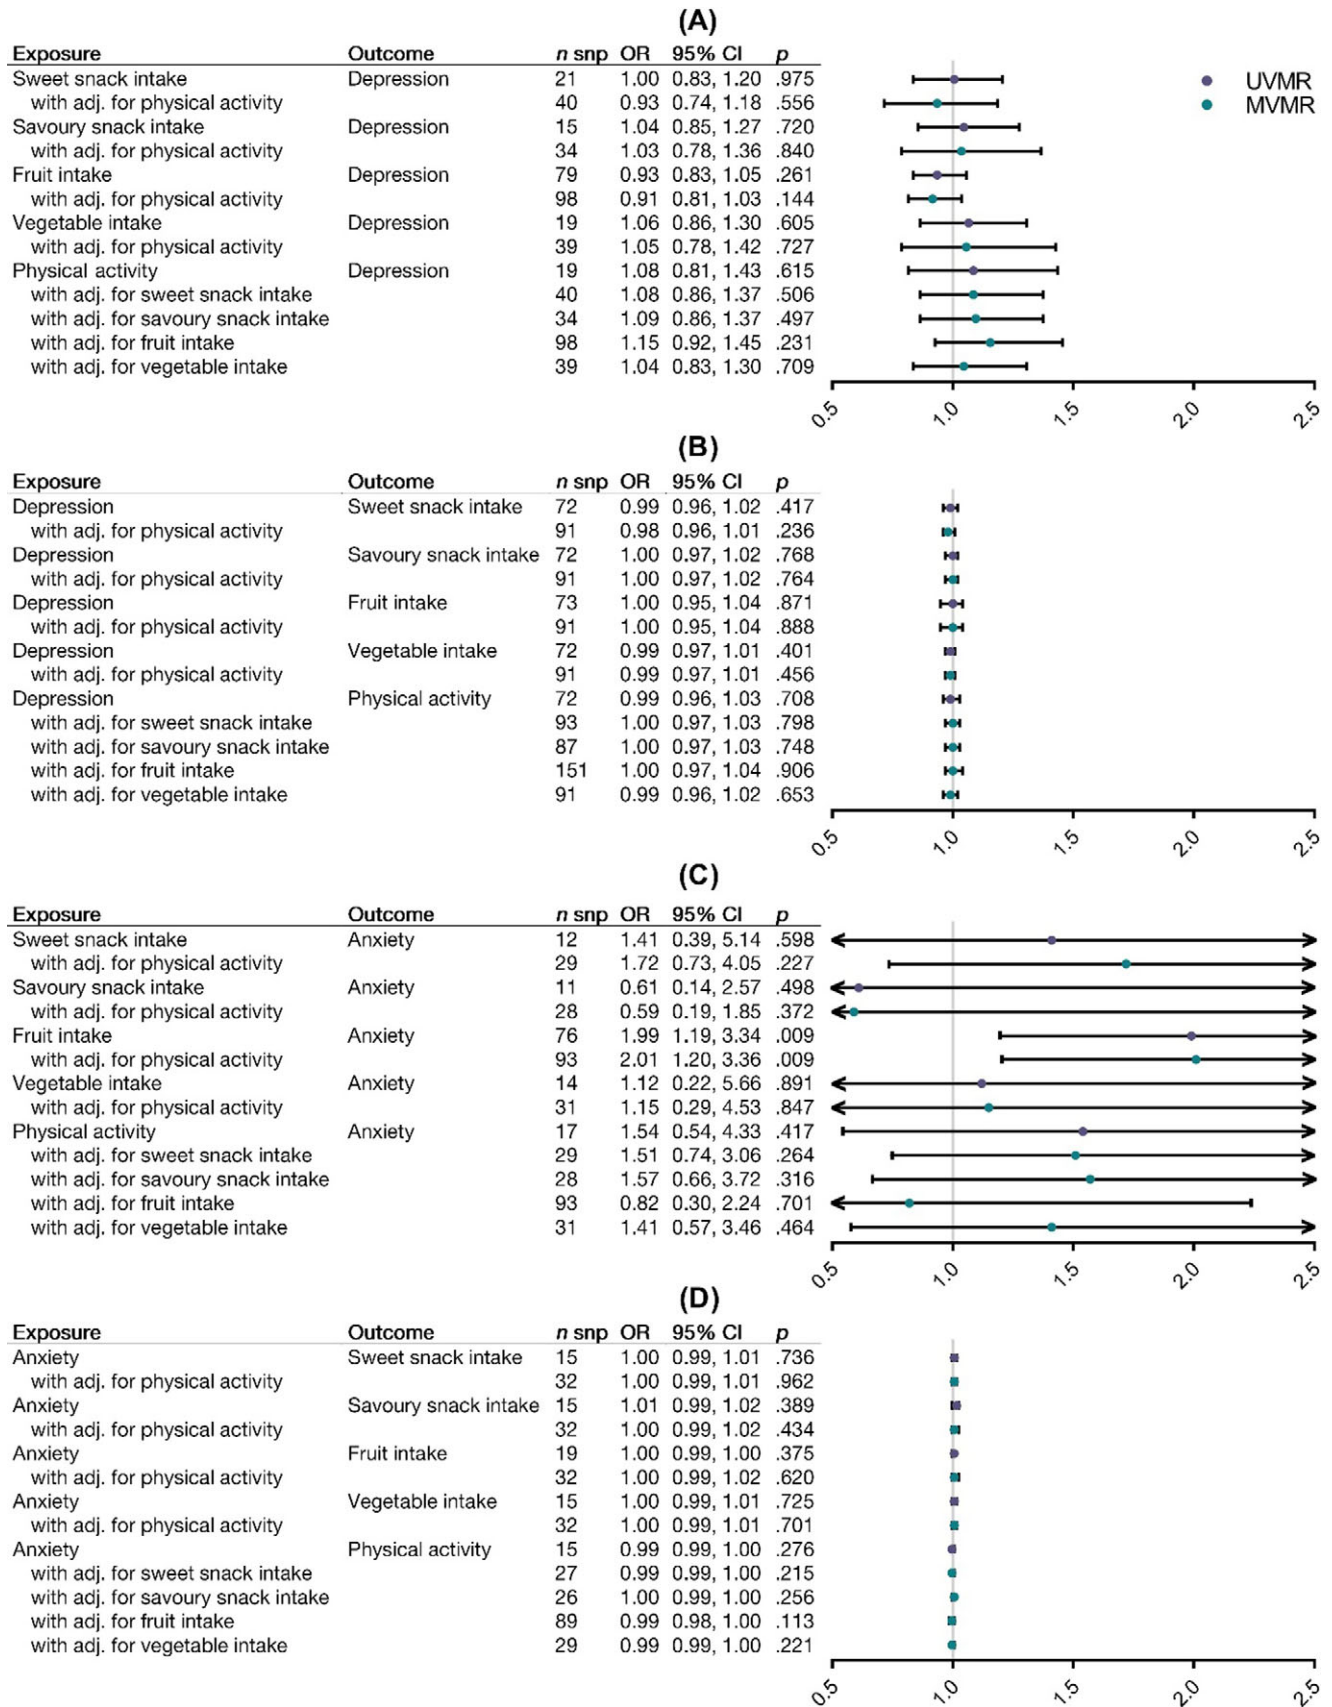 (A)
Exposure Outcome n snp OR 95% CI p
Sweet snack intake Depression 21 1.00 0.83, 1.20 .975
with adj. for physical activity 40 0.93 0.74, 1.18 .556
Savoury snack intake Depression 15 1.04 0.85, 1.27 .720
with adj. for physical activity 34 1.03 0.78, 1.36 .840
Fruit intake Depression 79 0.93 0.83, 1.05 .261
with adj. for physical activity 98 0.91 0.81, 1.03 .144
Vegetable intake Depression 19 1.06 0.86, 1.30 .605
with adj. for physical activity 39 1.05 0.78, 1.42 .727
Physical activity Depression 19 1.08 0.81, 1.43 .615
with adj. for sweet snack intake 40 1.08 0.86, 1.37 .506
with adj. for savoury snack intake 34 1.09 0.86, 1.37 .497
with adj. for fruit intake 98 1.15 0.92, 1.45 .231
with adj. for vegetable intake 39 1.04 0.83, 1.30 .709
UVMR
MVMR
0.5 1.0 1.5 2.0 2.5
(B)
Exposure Outcome n snp OR 95% CI p
Depression Sweet snack intake 72 0.99 0.96, 1.02 .417
with adj. for physical activity 91 0.98 0.96, 1.01 .236
Depression Savoury snack intake 72 1.00 0.97, 1.02 .768
with adj. for physical activity 91 1.00 0.97, 1.02 .764
Depression Fruit intake 73 1.00 0.95, 1.04 .871
with adj. for physical activity 91 1.00 0.95, 1.04 .888
Depression Vegetable intake 72 0.99 0.97, 1.01 .401
with adj. for physical activity 91 0.99 0.97, 1.01 .456
Depression Physical activity 72 0.99 0.96, 1.03 .708
with adj. for sweet snack intake 93 1.00 0.97, 1.03 .798
with adj. for savoury snack intake 87 1.00 0.97, 1.03 .748
with adj. for fruit intake 151 1.00 0.97, 1.04 .906
with adj. for vegetable intake 91 0.99 0.96, 1.02 .653
0.5 1.0 1.5 2.0 2.5
(C)
Exposure Outcome n snp OR 95% CI p
Sweet snack intake Anxiety 12 1.41 0.39, 5.14 .598
with adj. for physical activity 29 1.72 0.73, 4.05 .227
Savoury snack intake Anxiety 11 0.61 0.14, 2.57 .498
with adj. for physical activity 28 0.59 0.19, 1.85 .372
Fruit intake Anxiety 76 1.99 1.19, 3.34 .009
with adj. for physical activity 93 2.01 1.20, 3.36 .009
Vegetable intake Anxiety 14 1.12 0.22, 5.66 .891
with adj. for physical activity 31 1.15 0.29, 4.53 .847
Physical activity Anxiety 17 1.54 0.54, 4.33 .417
with adj. for sweet snack intake 29 1.51 0.74, 3.06 .264
with adj. for savoury snack intake 28 1.57 0.66, 3.72 .316
with adj. for fruit intake 93 0.82 0.30, 2.24 .701
with adj. for vegetable intake 31 1.41 0.57, 3.46 .464
0.5 1.0 1.5 2.0 2.5
(D)
Exposure Outcome n snp OR 95% CI p
Anxiety Sweet snack intake 15 1.00 0.99, 1.01 .736
with adj. for physical activity 32 1.00 0.99, 1.01 .962
Anxiety Savoury snack intake 15 1.01 0.99, 1.02 .389
with adj. for physical activity 32 1.00 0.99, 1.02 .434
Anxiety Fruit intake 19 1.00 0.99, 1.00 .375
with adj. for physical activity 32 1.00 0.99, 1.02 .620
Anxiety Vegetable intake 15 1.00 0.99, 1.01 .725
with adj. for physical activity 32 1.00 0.99, 1.01 .701
Anxiety Physical activity 15 0.99 0.99, 1.00 .276
with adj. for sweet snack intake 27 0.99 0.99, 1.00 .215
with adj. for savoury snack intake 26 1.00 0.99, 1.00 .256
with adj. for fruit intake 89 0.99 0.98, 1.00 .113
with adj. for vegetable intake 29 0.99 0.99, 1.00 .221
0.5 1.0 1.5 2.0 2.5